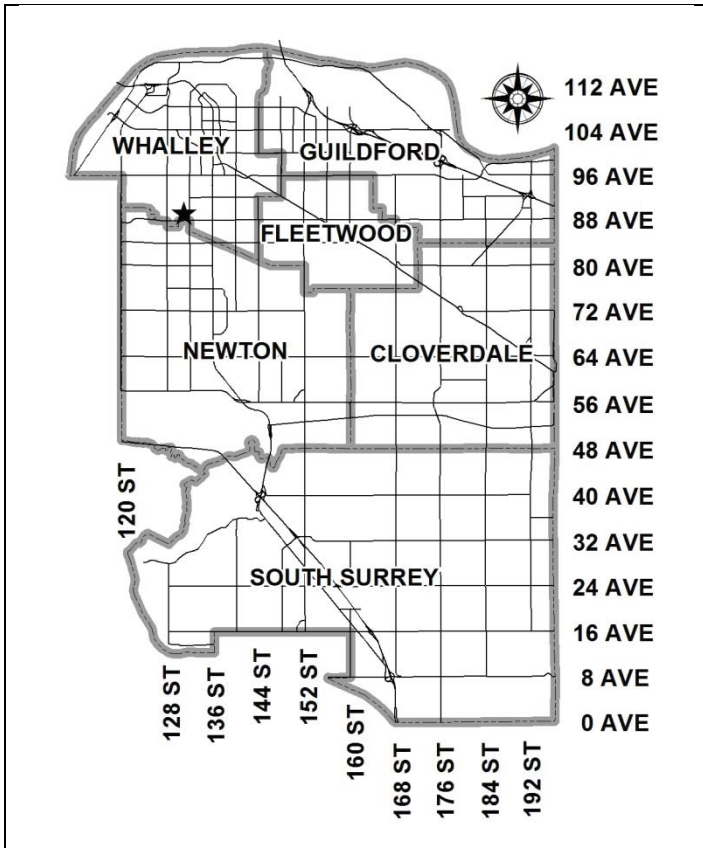 112 AVE
104 AVE
WHALLEY
GUILDFORD
96 AVE
88 AVE
FLEETWOOD
80 AVE
72 AVE
NEWTON
CLOVERDALE
64 AVE
56 AVE
48 AVE
120 ST
40 AVE
32 AVE
SOUTH SURREY
24 AVE
16 AVE
128 ST
136 ST
144 ST
152 ST
160 ST
8 AVE
0 AVE
168 ST
176 ST
184 ST
192 ST